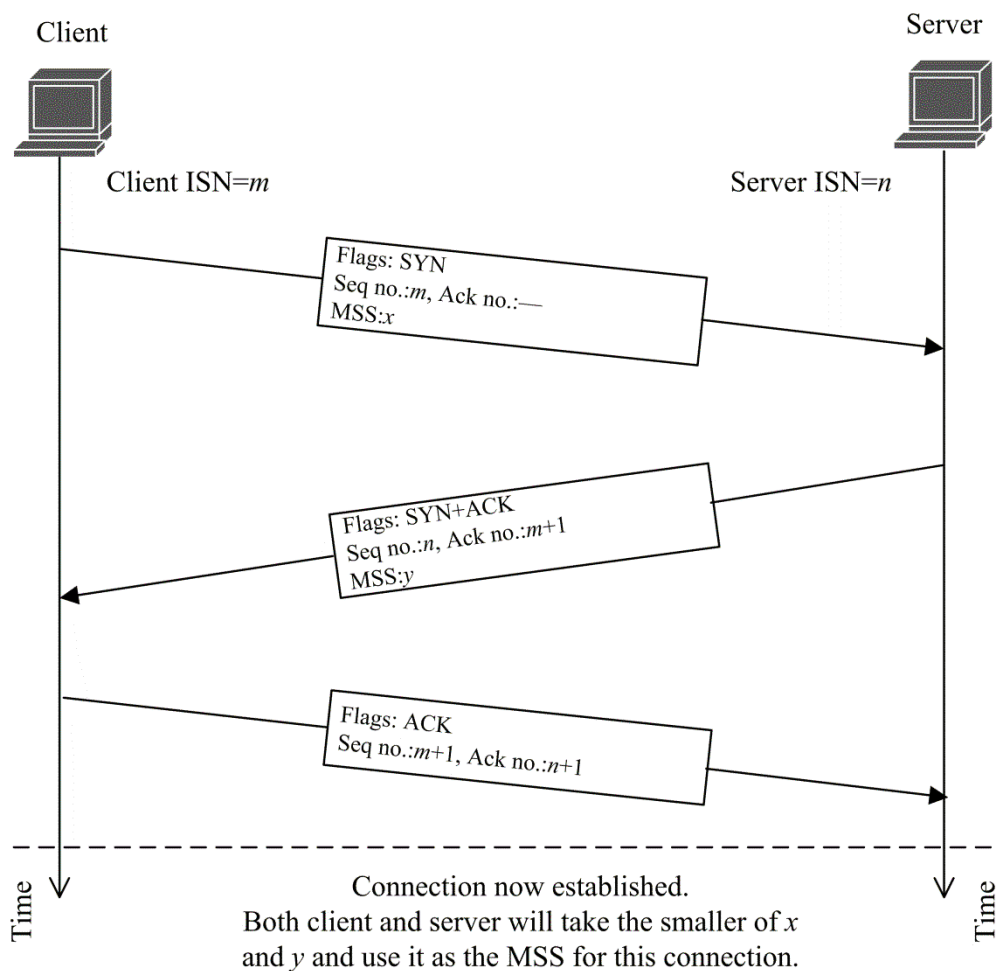 Client
Server
Client ISN=m
Server ISN=n
Flags: SYN
Seq no.:m, Ack no.:—
MSS:x
Flags: SYN+ACK
Seq no.:n, Ack no.:m+1
MSS:y
Flags: ACK
Seq no.:m+1, Ack no.:n+1
Time
Connection now established.
Both client and server will take the smaller of x
and y and use it as the MSS for this connection.
Time